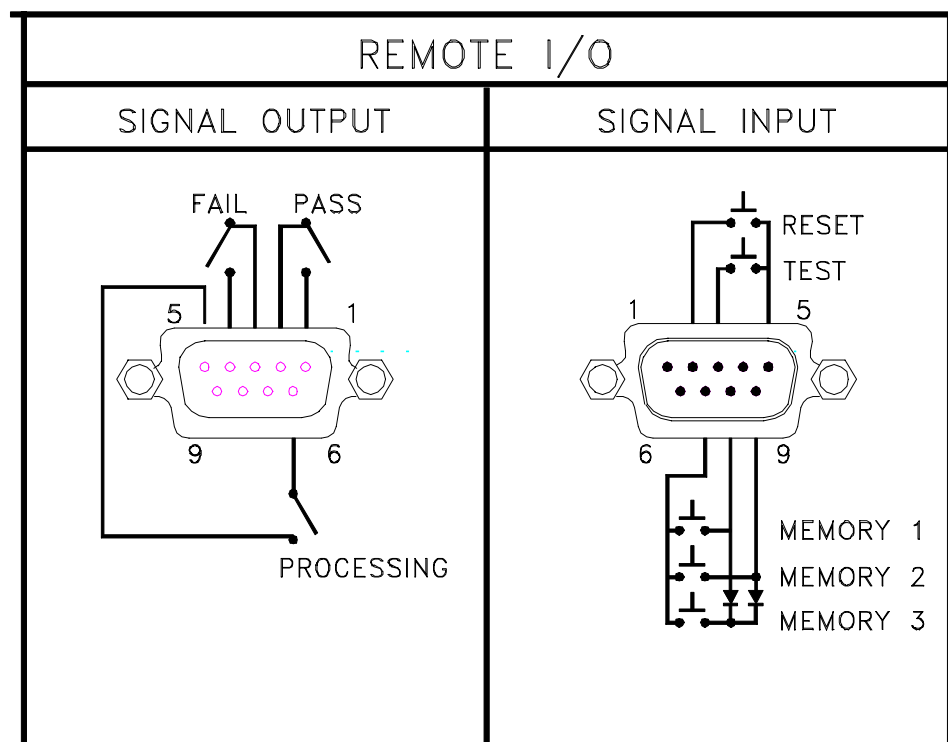 REMOTE I/O
SIGNAL OUTPUT
SIGNAL INPUT
FAIL PASS
5 1
9 6
PROCESSING
RESET
TEST
1 5
6 9
MEMORY 1
MEMORY 2
MEMORY 3